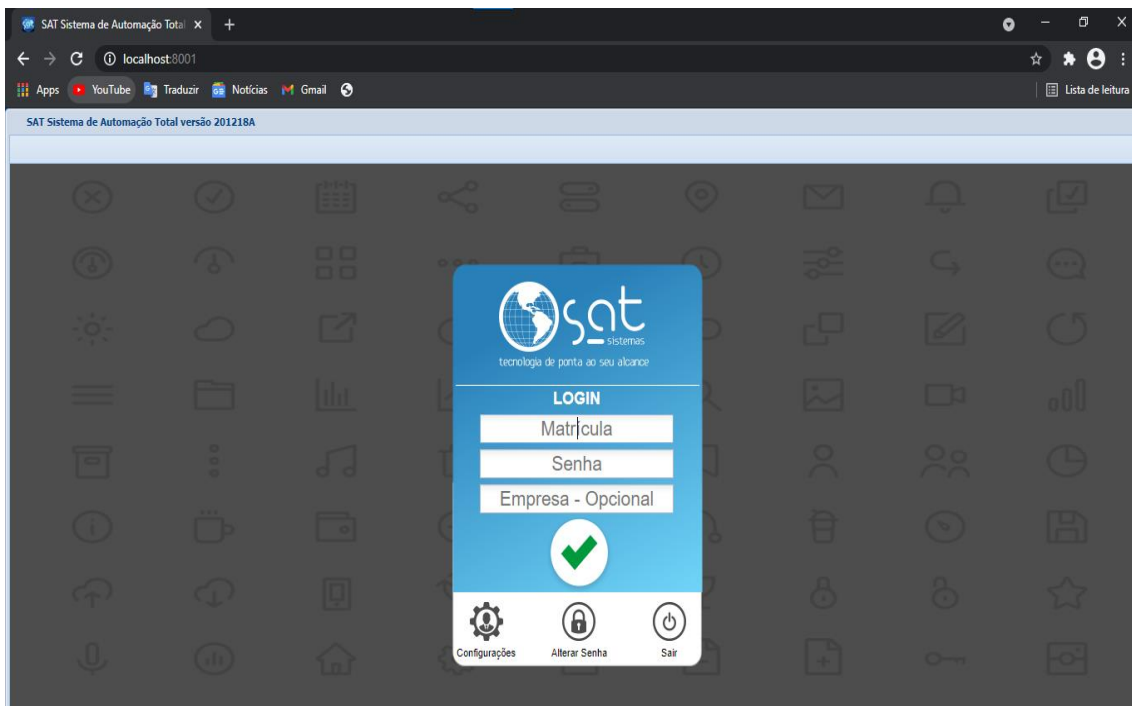 SAT Sistema de Automação Total
localhost:8001
Apps YouTube Traduzir Notícias Gmail Lista de leitura
SAT Sistema de Automação Total versão 201218A
sat
sistemas
tecnologia de ponta ao seu alcance
LOGIN
Matrícula
Senha
Empresa - Opcional
Configurações Alterar Senha Sair